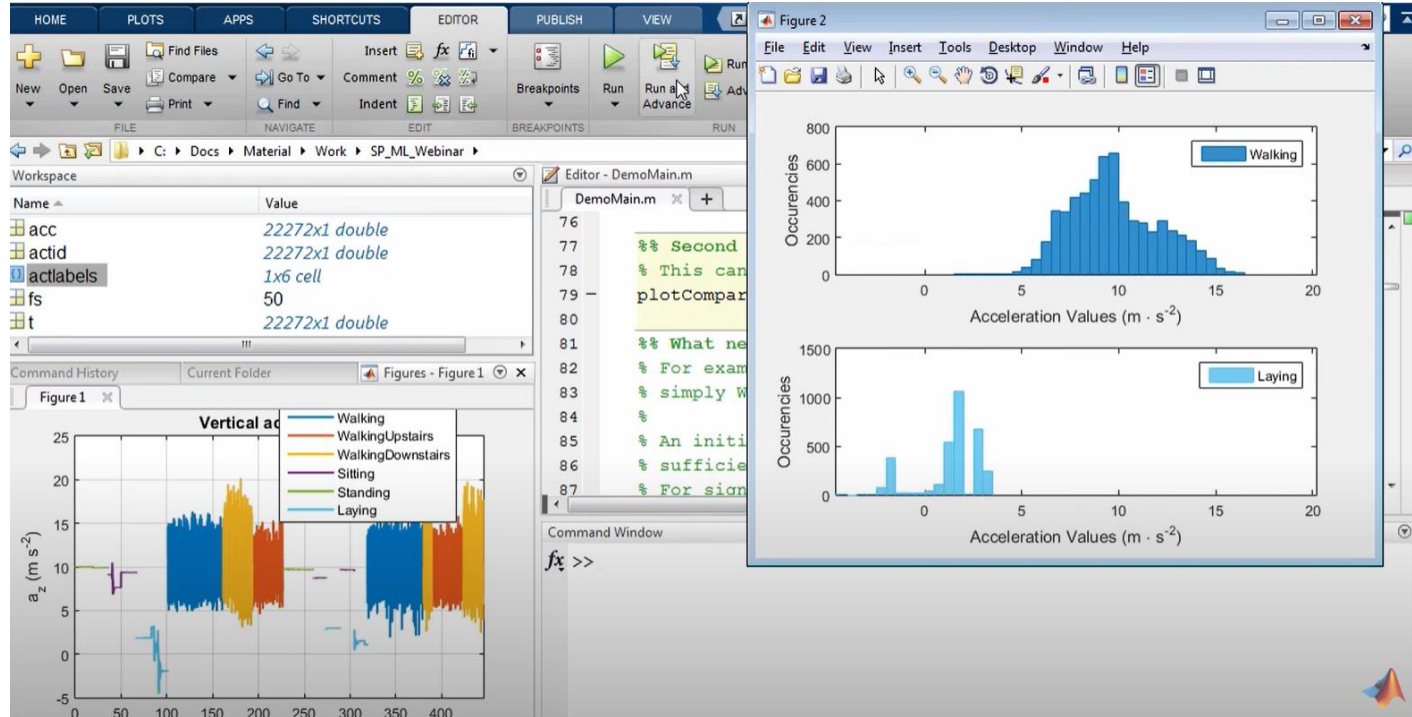 HOME PLOTS APPS SHORTCUTS EDITOR PUBLISH VIEW
New Open Save
Find Files
Compare
Print
Go To
Find
Insert fx
Comment
Indent
Breakpoints
Run
Run and Advance
Run
Adv
FILE NAVIGATE EDIT BREAKPOINTS RUN
C: Docs Material Work SP_ML_Webinar
Workspace
Name Value
acc 22272x1 double
actid 22272x1 double
actlabels 1x6 cell
fs 50
t 22272x1 double
Command History Current Folder Figures - Figure 1
Figure 1
Vertical ac
Walking
WalkingUpstairs
WalkingDownstairs
Sitting
Standing
Laying
25
20
15
10
5
0
-5
a_z (m s^-2)
0 50 100 150 200 250 300 350 400
Editor - DemoMain.m
DemoMain.m
76
77 %% Second
78 % This can
79 – plotCompar
80
81 %% What ne
82 % For exam
83 % simply W
84 %
85 % An initi
86 % sufficie
87 % For sign
Command Window
fx >>
Figure 2
File Edit View Insert Tools Desktop Window Help
800
600
400
200
0
Occurencies
Walking
0 5 10 15 20
Acceleration Values (m · s^-2)
1500
1000
500
0
Occurencies
Laying
0 5 10 15 20
Acceleration Values (m · s^-2)